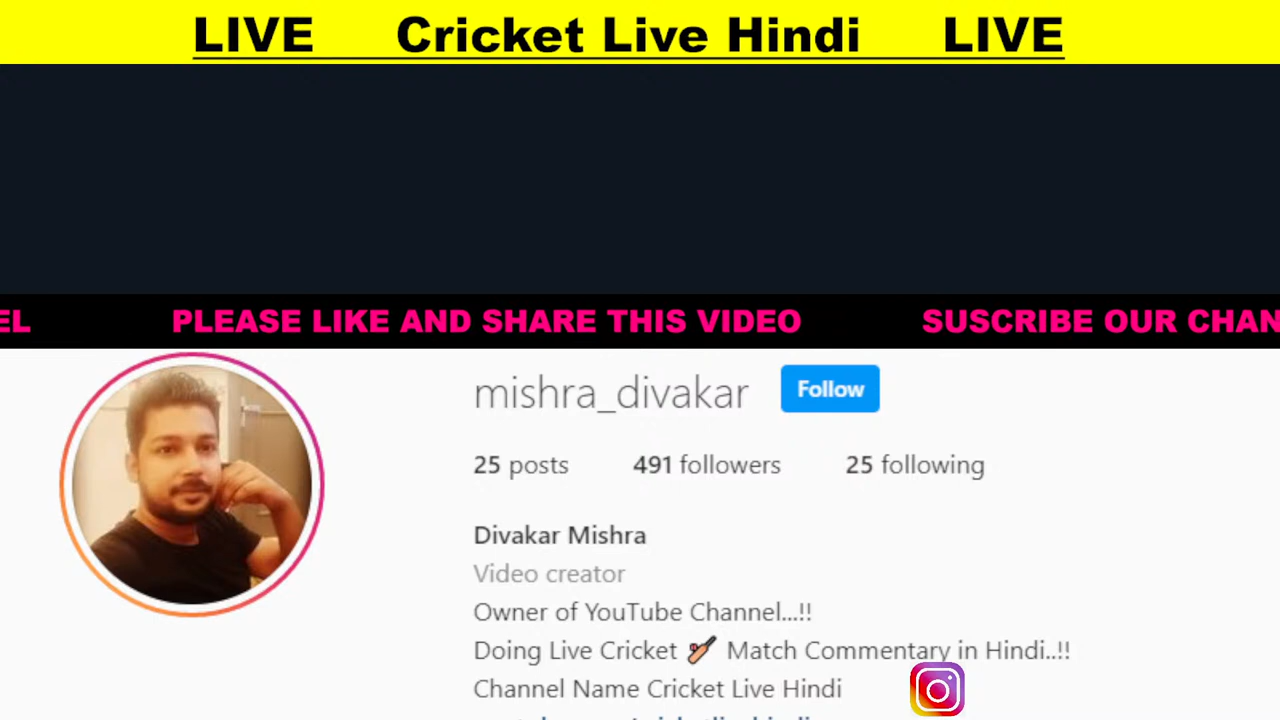 LIVE Cricket Live Hindi LIVE
EL PLEASE LIKE AND SHARE THIS VIDEO SUSCRIBE OUR CHAN
mishra_divakar Follow
25 posts 491 followers 25 following
Divakar Mishra
Video creator
Owner of YouTube Channel...!!
Doing Live Cricket 🏏 Match Commentary in Hindi..!!
Channel Name Cricket Live Hindi